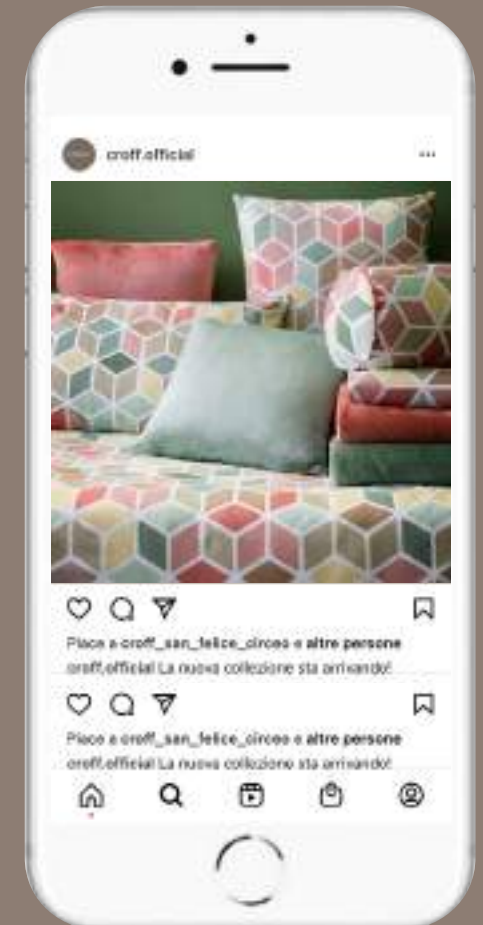 croff.official
Piace a croff_san_felice_circeo e altre persone
croff.official La nuova collezione sta arrivando!
Piace a croff_san_felice_circeo e altre persone
croff.official La nuova collezione sta arrivando!